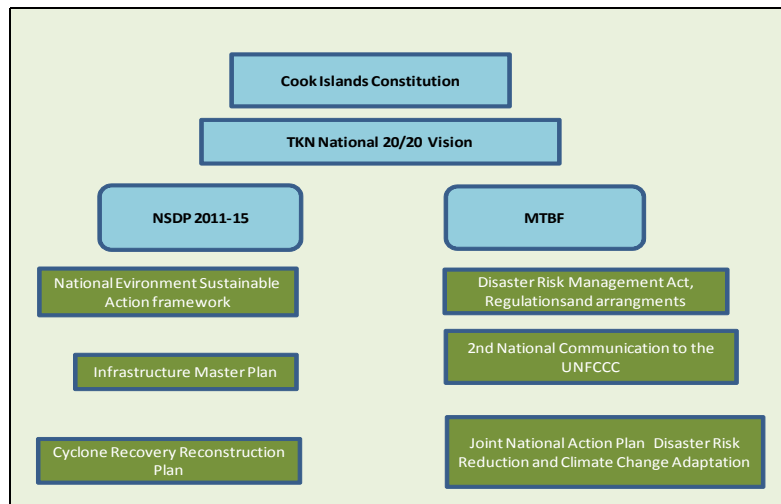 Cook Islands Constitution
TKN National 20/20 Vision
NSDP 2011-15
MTBF
National Evironment Sustainable
Action framework
Disaster Risk Management Act,
Regulationsand arrangments
Infrastructure Master Plan
2nd National Communication to the
UNFCCC
Cyclone Recovery Reconstruction
Plan
Joint National Action Plan Disaster Risk
Reduction and Climate Change Adaptation